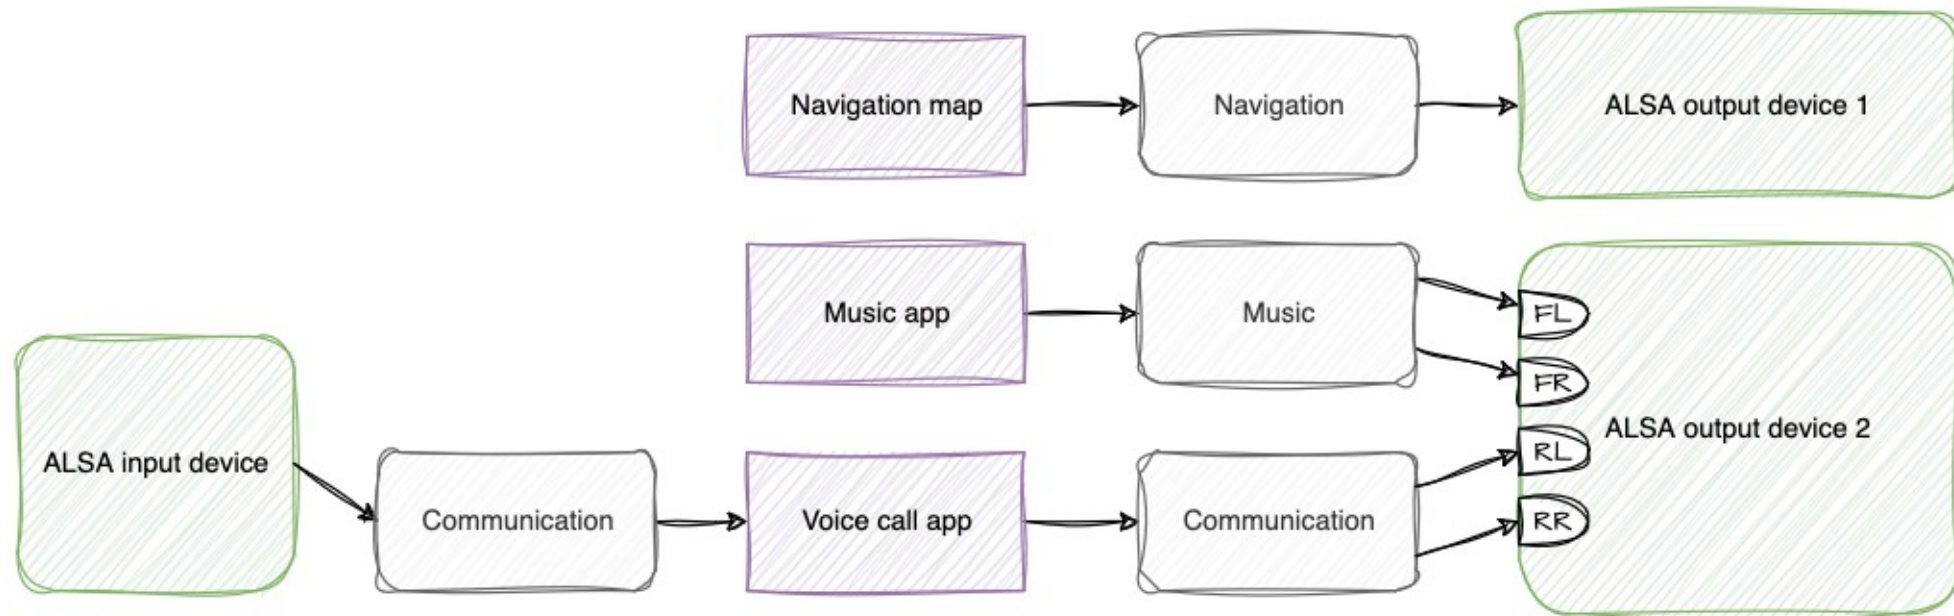 Navigation map
Navigation
ALSA output device 1
Music app
Music
FL
FR
ALSA output device 2
RL
RR
ALSA input device
Communication
Voice call app
Communication